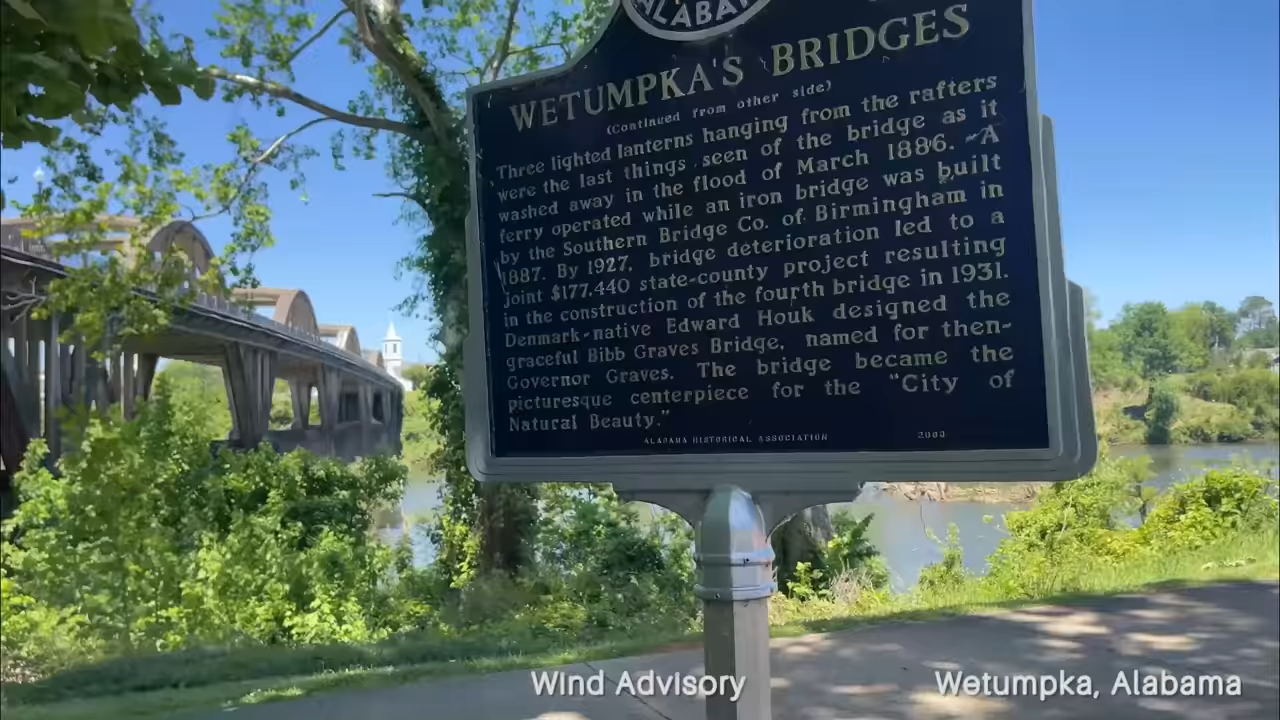 ALABA
WETUMPKA'S BRIDGES
(Continued from other side)
Three lighted lanterns hanging from the rafters
were the last things seen of the bridge as it
washed away in the flood of March 1886. A
ferry operated while an iron bridge was built
by the Southern Bridge Co. of Birmingham in
1887. By 1927, bridge deterioration led to a
joint $177,440 state-county project resulting
in the construction of the fourth bridge in 1931.
Denmark-native Edward Houk designed the
graceful Bibb Graves Bridge, named for then-
Governor Graves. The bridge became the
picturesque centerpiece for the "City of
Natural Beauty."
ALABAMA HISTORICAL ASSOCIATION 2003
Wind Advisory
Wetumpka, Alabama